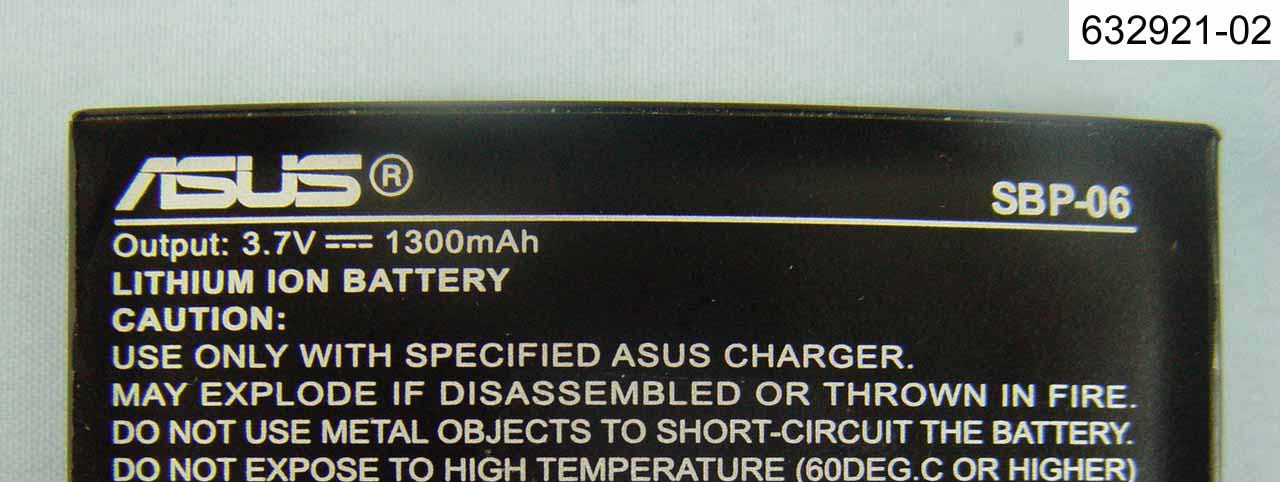 632921-02
ASUS®
SBP-06
Output: 3.7V ⎓ 1300mAh
LITHIUM ION BATTERY
CAUTION:
USE ONLY WITH SPECIFIED ASUS CHARGER.
MAY EXPLODE IF DISASSEMBLED OR THROWN IN FIRE.
DO NOT USE METAL OBJECTS TO SHORT-CIRCUIT THE BATTERY.
DO NOT EXPOSE TO HIGH TEMPERATURE (60DEG.C OR HIGHER)